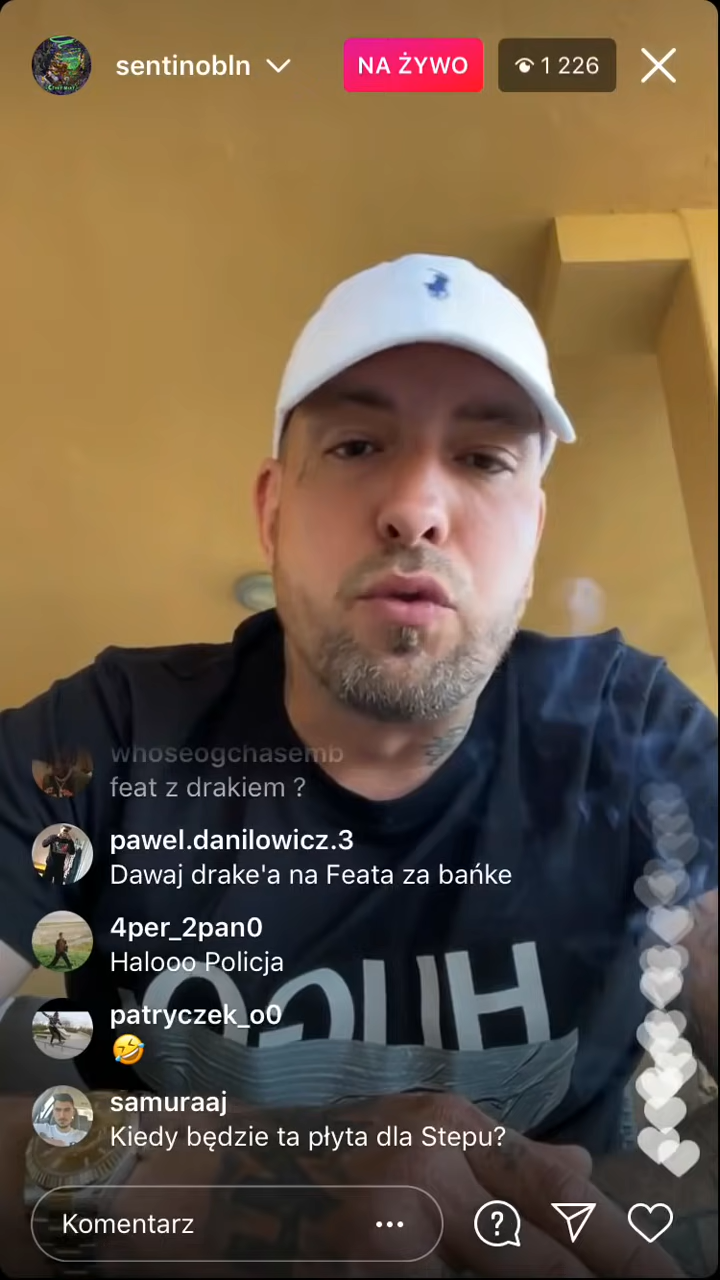 sentinobln
NA ŻYWO
1 226
whoseogchasemb
feat z drakiem ?
pawel.danilowicz.3
Dawaj drake'a na Feata za bańke
4per_2pan0
Halooo Policja
patryczek_o0
🤣
samuraaj
Kiedy będzie ta płyta dla Stepu?
HUGO
Komentarz